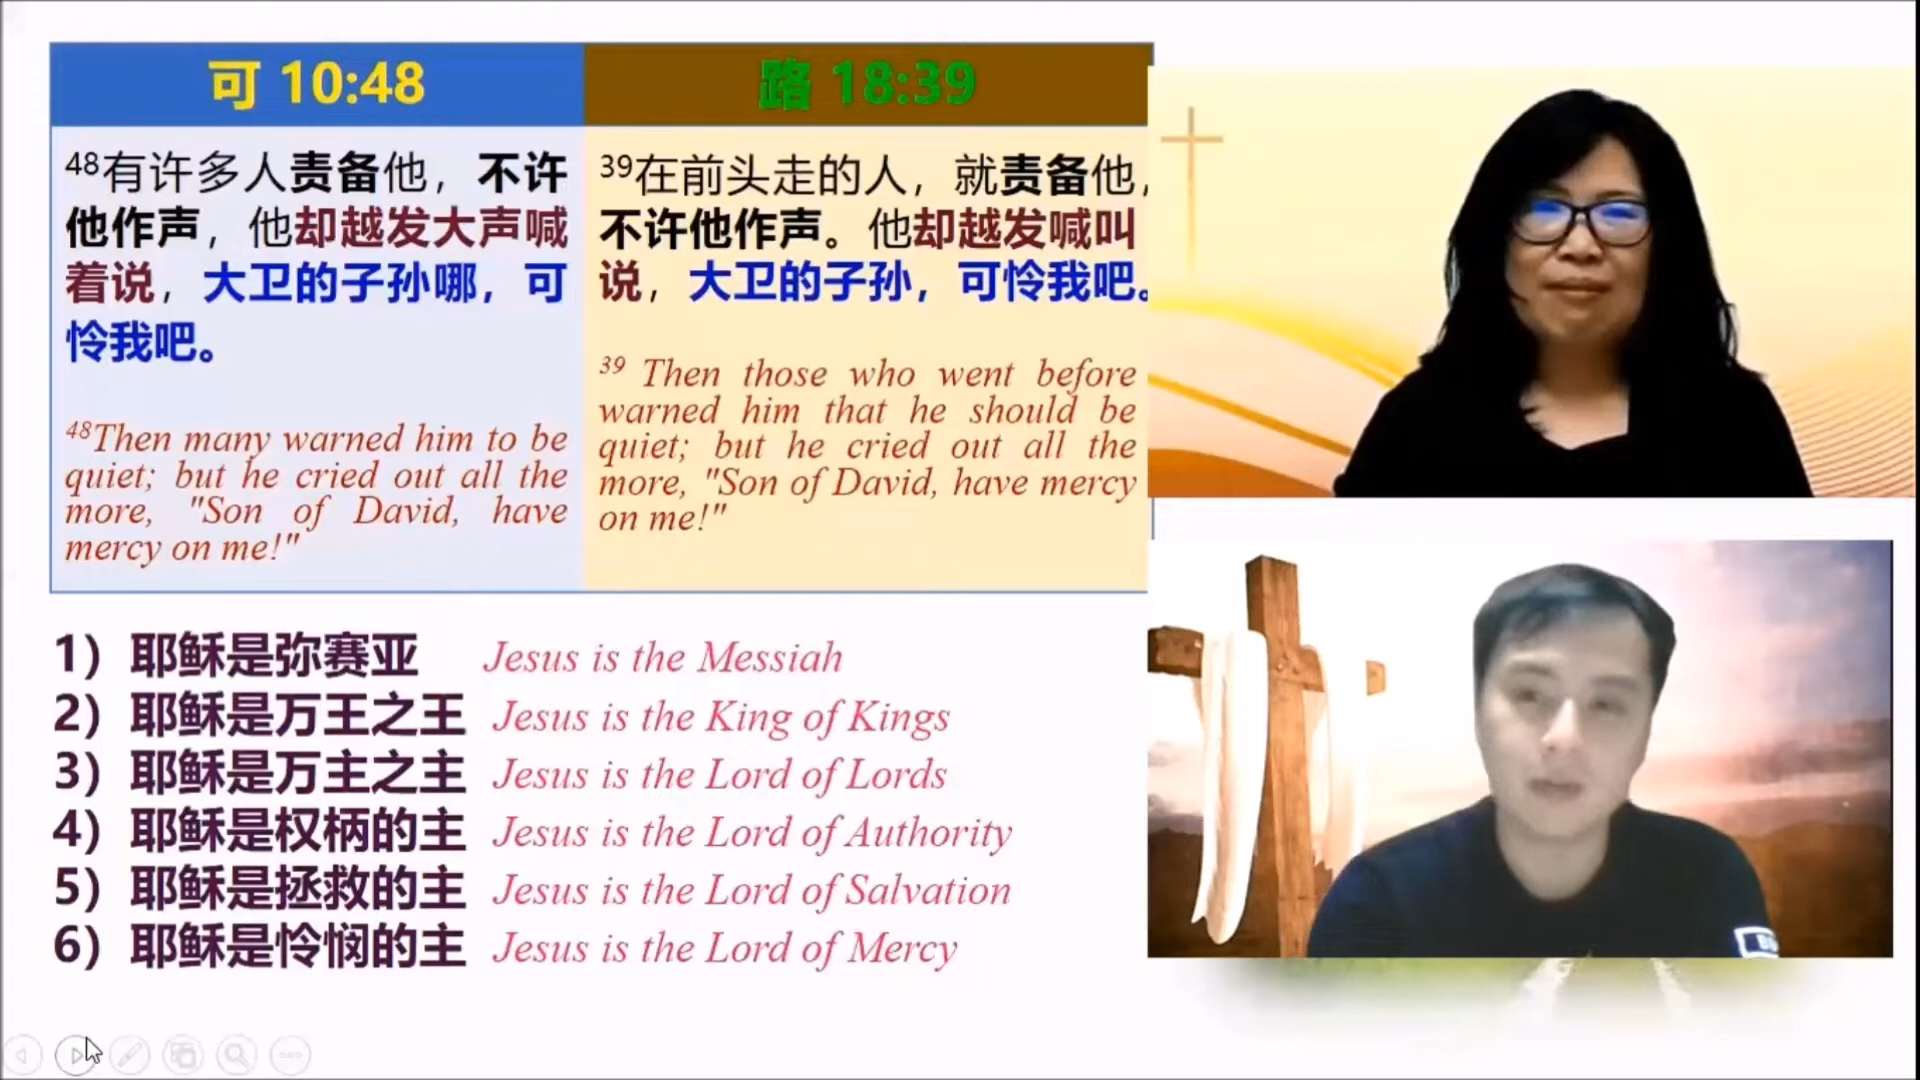 可 10:48
48有许多人责备他，不许
他作声，他却越发大声喊
着说，大卫的子孙哪，可
怜我吧。
48Then many warned him to be
quiet; but he cried out all the
more, "Son of David, have
mercy on me!"
路 18:39
39在前头走的人，就责备他，
不许他作声。他却越发喊叫
说，大卫的子孙，可怜我吧。
39 Then those who went before
warned him that he should be
quiet; but he cried out all the
more, "Son of David, have mercy
on me!"
1）耶稣是弥赛亚 Jesus is the Messiah
2）耶稣是万王之王 Jesus is the King of Kings
3）耶稣是万主之主 Jesus is the Lord of Lords
4）耶稣是权柄的主 Jesus is the Lord of Authority
5）耶稣是拯救的主 Jesus is the Lord of Salvation
6）耶稣是怜悯的主 Jesus is the Lord of Mercy